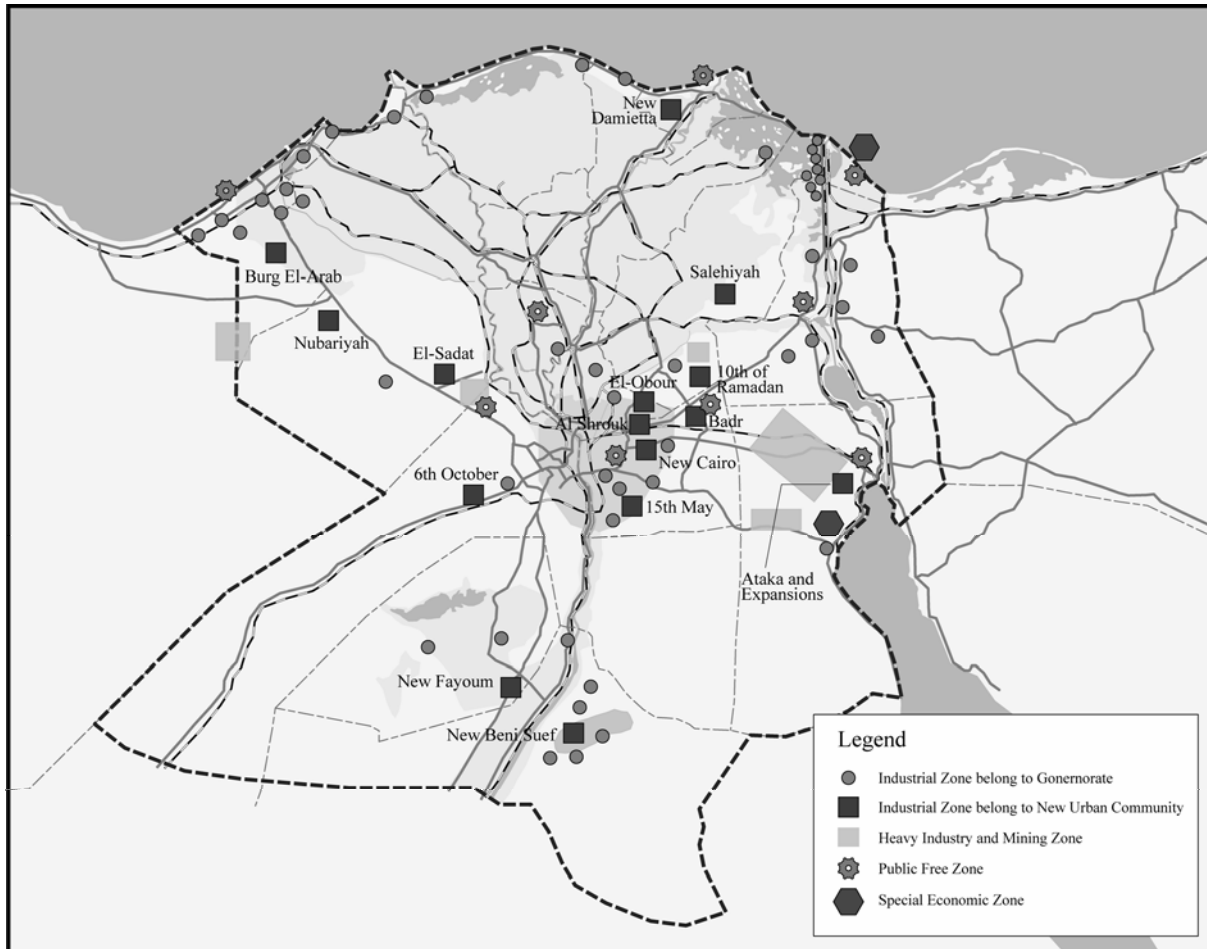 New
Damietta
Burg El-Arab
Salehiyah
Nubariyah
El-Sadat
10th of
Ramadan
El-Obour
Al Shrouk
Badr
New Cairo
6th October
15th May
Ataka and
Expansions
New Fayoum
New Beni Suef
Legend
Industrial Zone belong to Gonernorate
Industrial Zone belong to New Urban Community
Heavy Industry and Mining Zone
Public Free Zone
Special Economic Zone